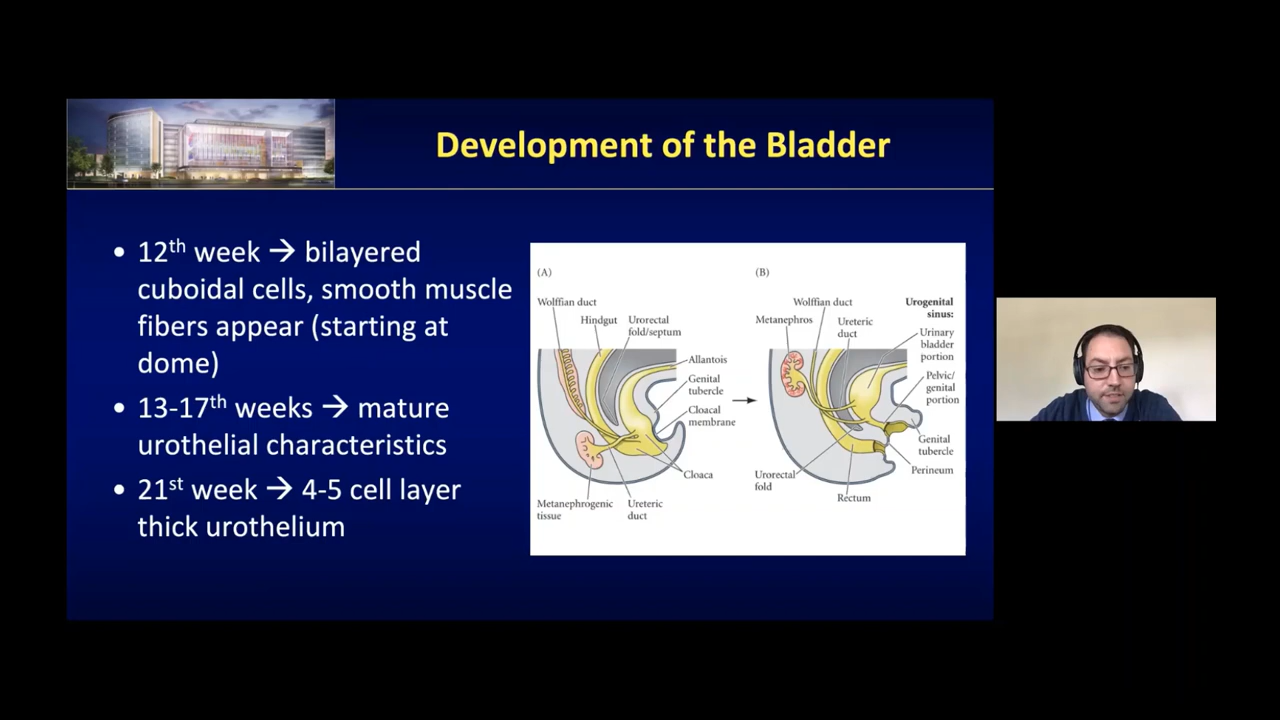 Development of the Bladder
• 12th week → bilayered
cuboidal cells, smooth muscle
fibers appear (starting at
dome)
• 13-17th weeks → mature
urothelial characteristics
• 21st week → 4-5 cell layer
thick urothelium
(A)
Wolffian duct
Hindgut
Urorectal
fold/septum
Allantois
Genital
tubercle
Cloacal
membrane
Cloaca
Metanephrogenic
tissue
Ureteric
duct
(B)
Wolffian duct
Metanephros
Ureteric
duct
Urogenital
sinus:
Urinary
bladder
portion
Pelvic/
genital
portion
Genital
tubercle
Perineum
Urorectal
fold
Rectum